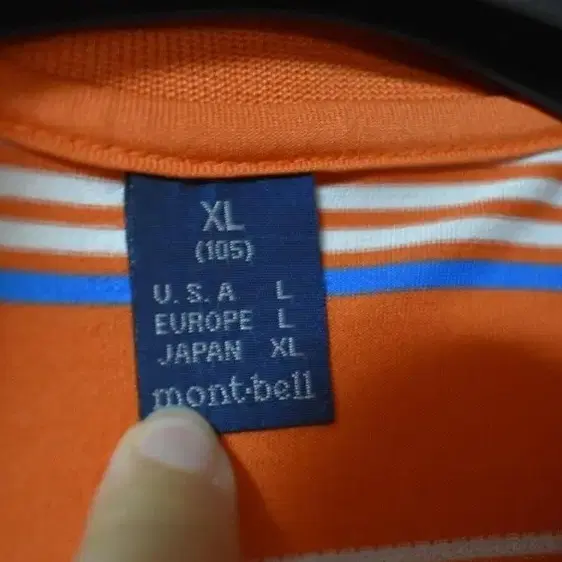 XL
(105)
U.S.A L
EUROPE L
JAPAN XL
mont-bell